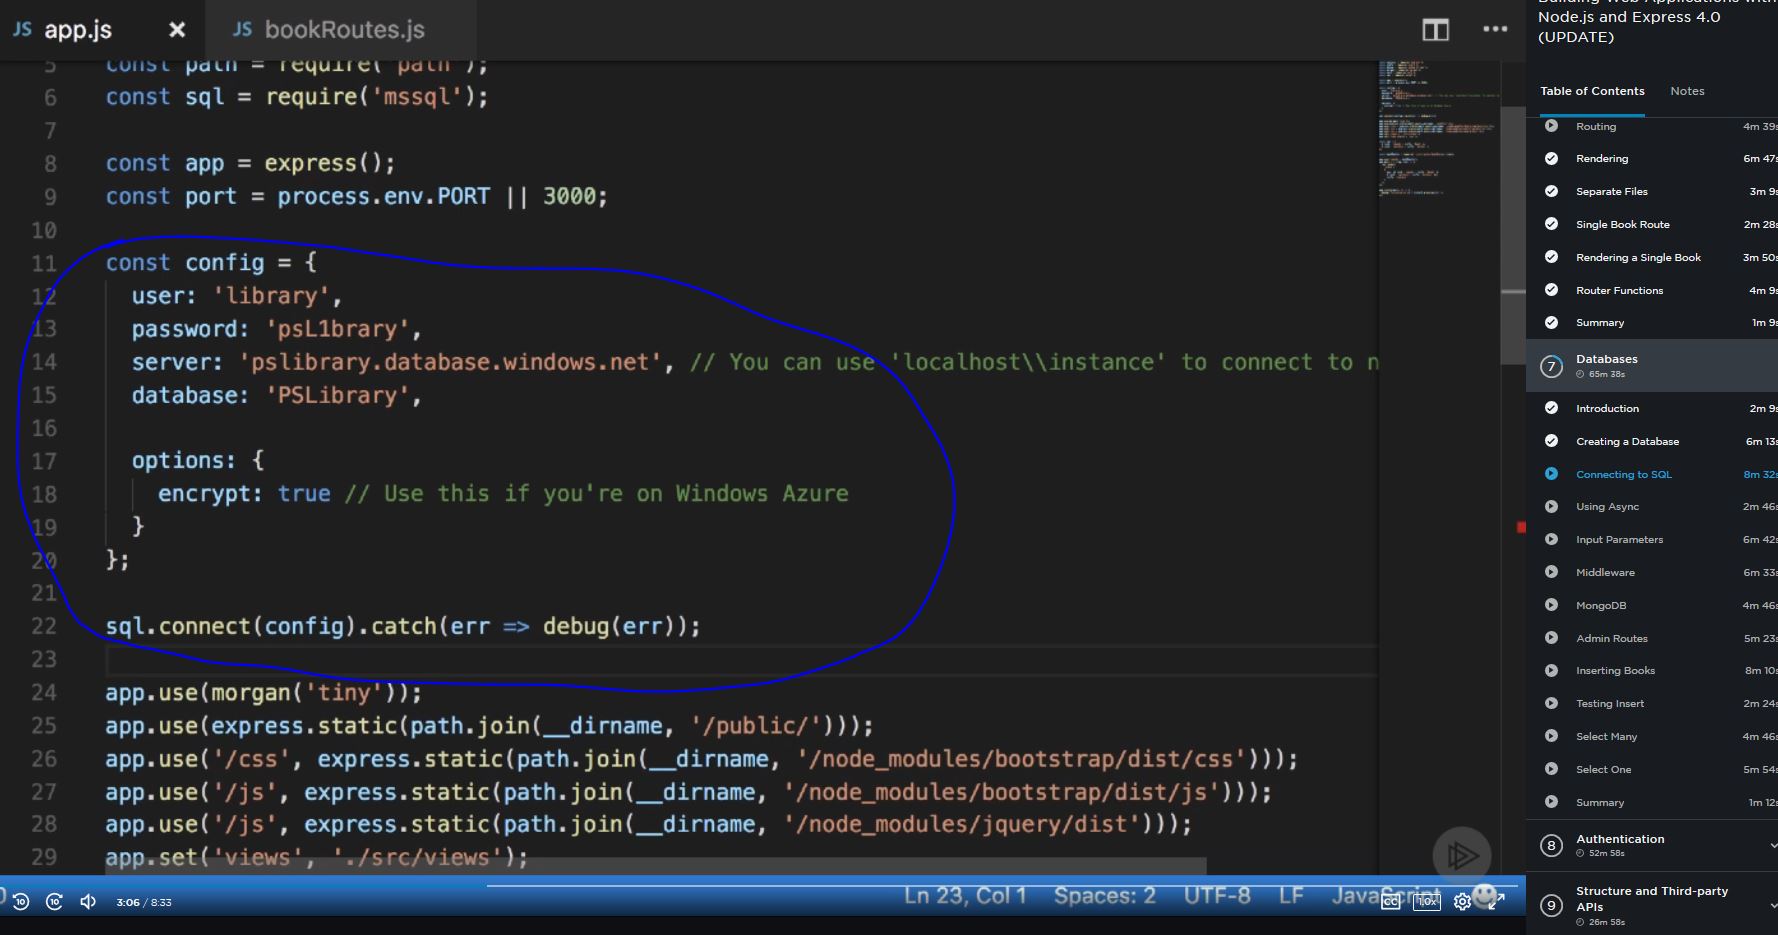 JS app.js ×
JS bookRoutes.js
5 const path = require('path');
6 const sql = require('mssql');
7
8 const app = express();
9 const port = process.env.PORT || 3000;
10
11 const config = {
12 user: 'library',
13 password: 'psL1brary',
14 server: 'pslibrary.database.windows.net', // You can use 'localhost\\instance' to connect to n
15 database: 'PSLibrary',
16
17 options: {
18 encrypt: true // Use this if you're on Windows Azure
19 }
20 };
21
22 sql.connect(config).catch(err => debug(err));
23
24 app.use(morgan('tiny'));
25 app.use(express.static(path.join(__dirname, '/public/')));
26 app.use('/css', express.static(path.join(__dirname, '/node_modules/bootstrap/dist/css')));
27 app.use('/js', express.static(path.join(__dirname, '/node_modules/bootstrap/dist/js')));
28 app.use('/js', express.static(path.join(__dirname, '/node_modules/jquery/dist')));
29 app.set('views', './src/views');
10 10 3:06 / 8:33
Ln 23, Col 1 Spaces: 2 UTF-8 LF JavaScript
CC 1.0x
Building Web Applications with
Node.js and Express 4.0
(UPDATE)
Table of Contents Notes
Routing 4m 39s
Rendering 6m 47s
Separate Files 3m 9s
Single Book Route 2m 28s
Rendering a Single Book 3m 50s
Router Functions 4m 9s
Summary 1m 9s
7 Databases
65m 38s
Introduction 2m 9s
Creating a Database 6m 13s
Connecting to SQL 8m 32s
Using Async 2m 46s
Input Parameters 6m 42s
Middleware 6m 33s
MongoDB 4m 46s
Admin Routes 5m 23s
Inserting Books 8m 10s
Testing Insert 2m 24s
Select Many 4m 46s
Select One 5m 54s
Summary 1m 12s
8 Authentication
52m 58s
9 Structure and Third-party
APIs
26m 58s